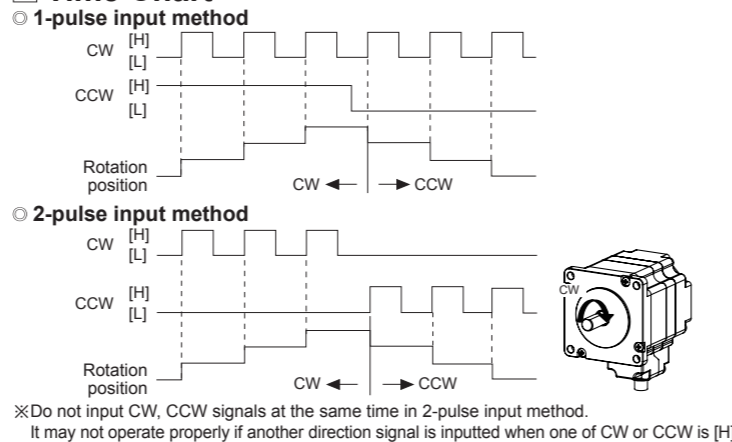 ◎ 1-pulse input method
CW [H]
[L]
CCW [H]
[L]
Rotation
position
CW CCW
◎ 2-pulse input method
CW [H]
[L]
CCW [H]
[L]
CW
Rotation
position
CW CCW
※Do not input CW, CCW signals at the same time in 2-pulse input method.
It may not operate properly if another direction signal is inputted when one of CW or CCW is [H]